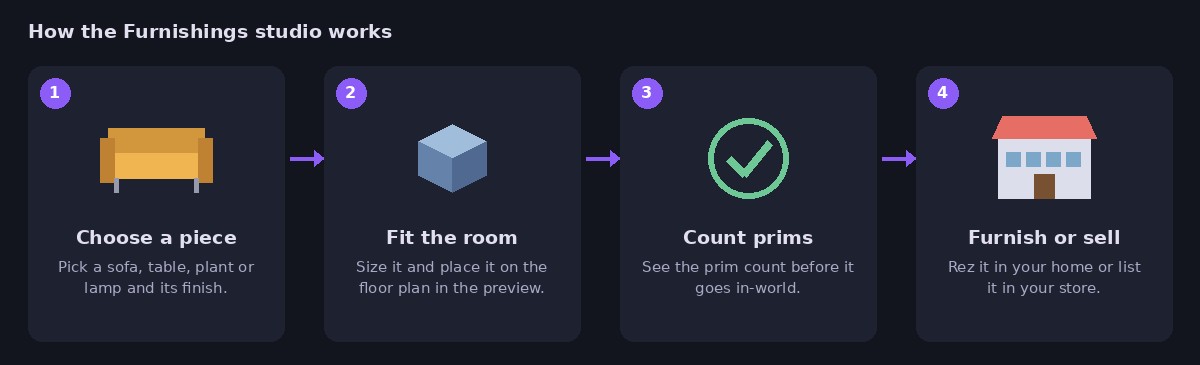 How the Furnishings studio works
1
Choose a piece
Pick a sofa, table, plant or
lamp and its finish.
2
Fit the room
Size it and place it on the
floor plan in the preview.
3
Count prims
See the prim count before it
goes in-world.
4
Furnish or sell
Rez it in your home or list
it in your store.